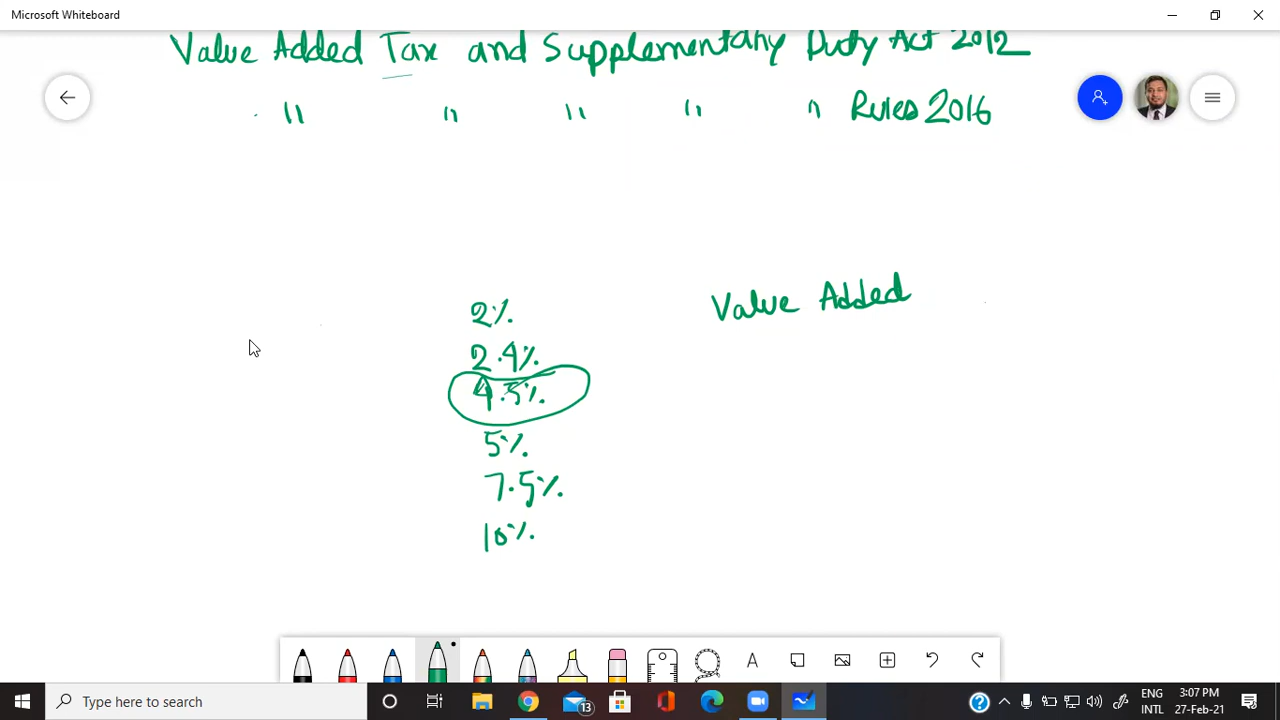 Microsoft Whiteboard
Value Added Tax and Supplementary Duty Act 2012
" " " " " Rules 2016
2%
2.4%
4.5%
5%
7.5%
10%
Value Added
A
13
Type here to search
ENG
INTL
3:07 PM
27-Feb-21